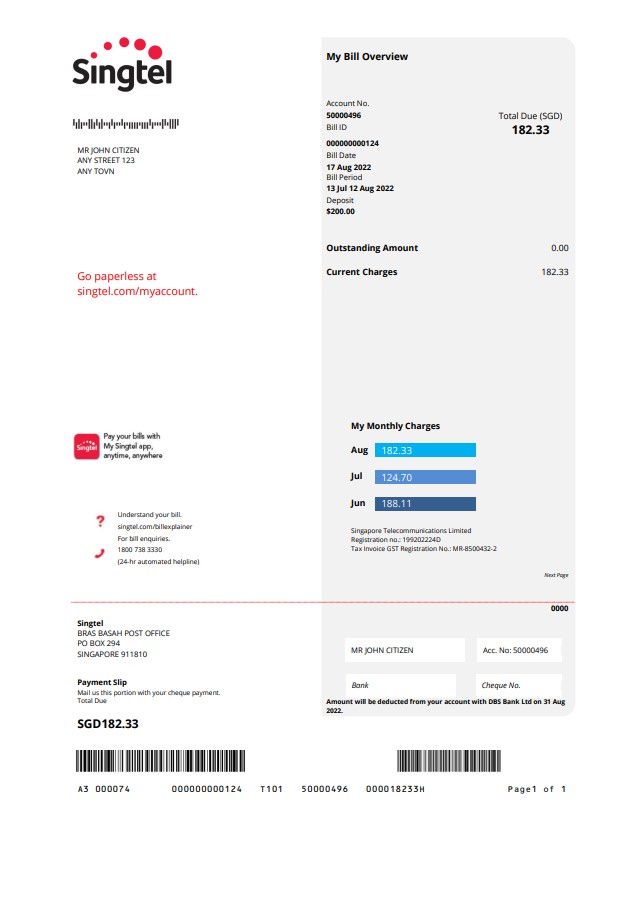 Singtel
My Bill Overview
Account No.
50000496
Bill ID
Total Due (SGD)
182.33
000000000124
Bill Date
17 Aug 2022
Bill Period
13 Jul 12 Aug 2022
Deposit
$200.00
MR JOHN CITIZEN
ANY STREET 123
ANY TOVN
Outstanding Amount 0.00
Current Charges 182.33
Go paperless at
singtel.com/myaccount.
My Monthly Charges
Aug 182.33
Jul 124.70
Jun 188.11
Singtel
Pay your bills with
My Singtel app,
anytime, anywhere
Understand your bill.
singtel.com/billexplainer
For bill enquiries.
1800 738 3330
(24-hr automated helpline)
Singapore Telecommunications Limited
Registration no.: 199202224D
Tax Invoice GST Registration No.: MR-8500432-2
Next Page
0000
Singtel
BRAS BASAH POST OFFICE
PO BOX 294
SINGAPORE 911810
MR JOHN CITIZEN
Acc. No: 50000496
Bank
Cheque No.
Payment Slip
Mail us this portion with your cheque payment.
Total Due
SGD182.33
Amount will be deducted from your account with DBS Bank Ltd on 31 Aug
2022.
A3 000074 000000000124 T101 50000496 000018233H Page1 of 1